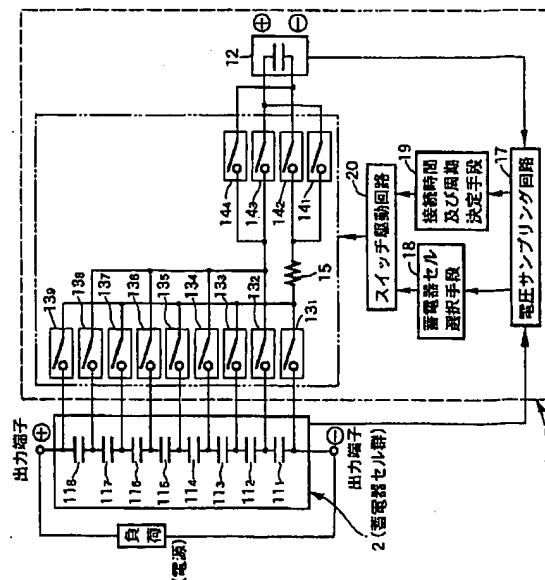 出力端子
⊕
負荷
(電源)
11₈
11₇
11₆
11₅
11₄
11₃
11₂
11₁
⊖
出力端子
2(蓄電器セル群)
13₉
13₈
13₇
13₆
13₅
13₄
13₃
13₂
13₁
15
14₄
14₃
14₂
14₁
12
⊕
⊖
20
スイッチ駆動回路
18
蓄電器セル
選択手段
19
接続時間
及び周期
決定手段
17
電圧サンプリング回路